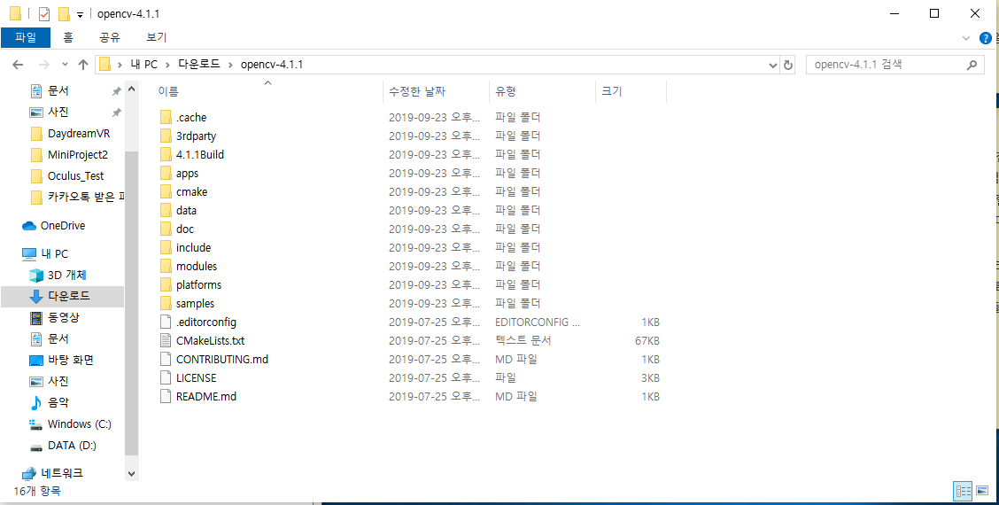 opencv-4.1.1
파일 홈 공유 보기
내 PC 다운로드 opencv-4.1.1 opencv-4.1.1 검색
문서
사진
DaydreamVR
MiniProject2
Oculus_Test
카카오톡 받은
OneDrive
내 PC
3D 개체
다운로드
동영상
문서
바탕 화면
사진
음악
Windows (C:)
DATA (D:)
네트워크
이름 수정한 날짜 유형 크기
.cache 2019-09-23 오후... 파일 폴더
3rdparty 2019-09-23 오후... 파일 폴더
4.1.1Build 2019-09-23 오후... 파일 폴더
apps 2019-09-23 오후... 파일 폴더
cmake 2019-09-23 오후... 파일 폴더
data 2019-09-23 오후... 파일 폴더
doc 2019-09-23 오후... 파일 폴더
include 2019-09-23 오후... 파일 폴더
modules 2019-09-23 오후... 파일 폴더
platforms 2019-09-23 오후... 파일 폴더
samples 2019-09-23 오후... 파일 폴더
.editorconfig 2019-07-25 오후... EDITORCONFIG ... 1KB
CMakeLists.txt 2019-07-25 오후... 텍스트 문서 67KB
CONTRIBUTING.md 2019-07-25 오후... MD 파일 1KB
LICENSE 2019-07-25 오후... 파일 3KB
README.md 2019-07-25 오후... MD 파일 1KB
16개 항목